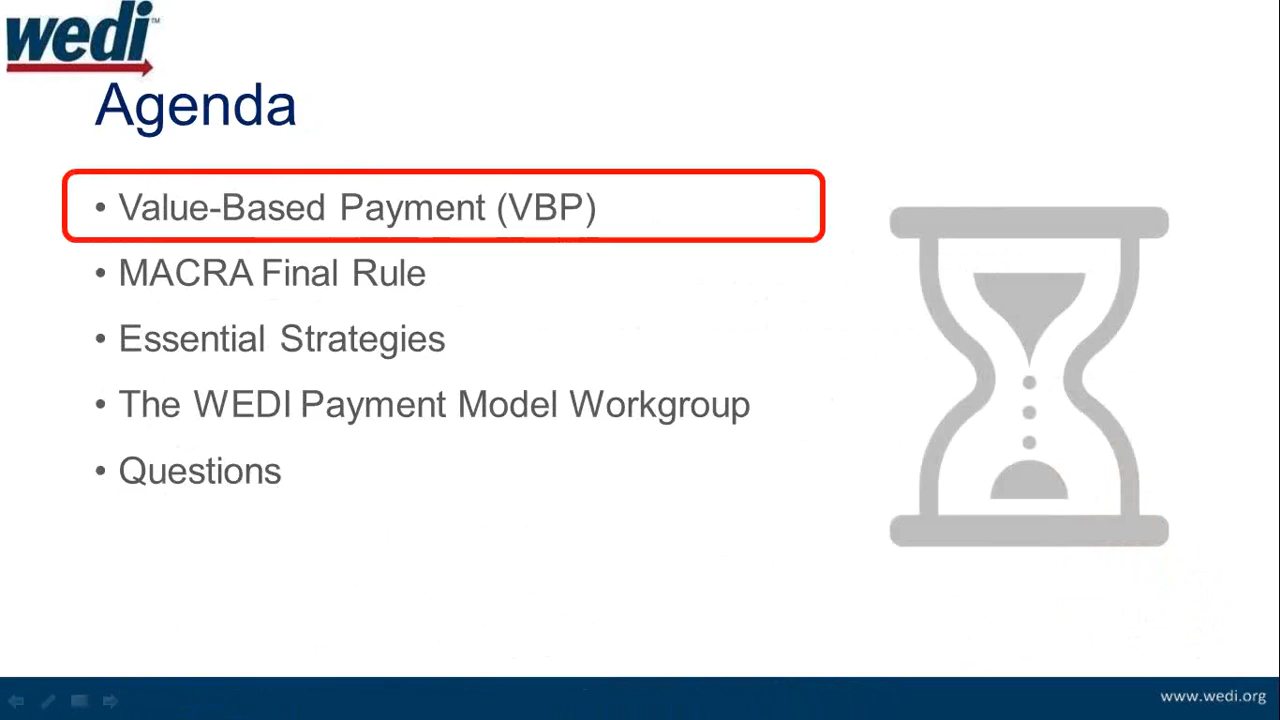 wedi™
Agenda
• Value-Based Payment (VBP)
• MACRA Final Rule
• Essential Strategies
• The WEDI Payment Model Workgroup
• Questions
www.wedi.org